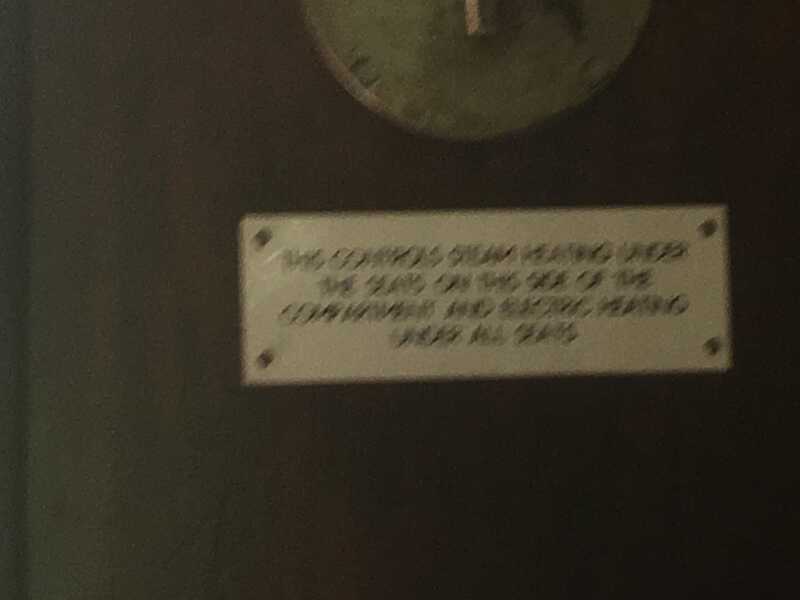 THIS CONTROLS STEAM HEATING UNDER
THE SEATS ON THIS SIDE OF THE
COMPARTMENT AND ELECTRIC HEATING
UNDER ALL SEATS